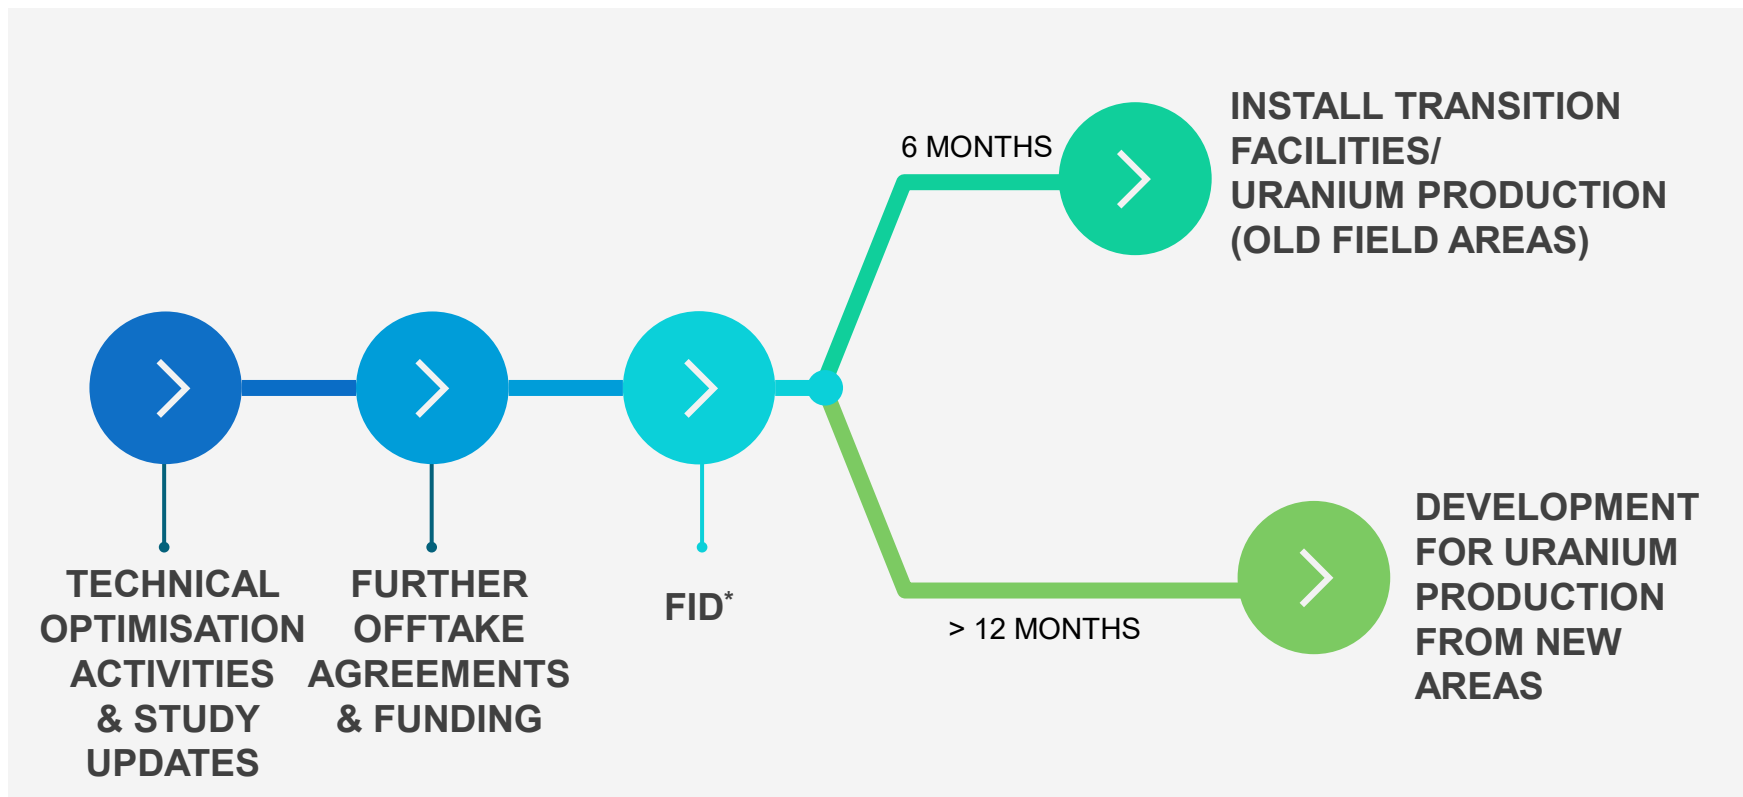 6 MONTHS
INSTALL TRANSITION
FACILITIES/
URANIUM PRODUCTION
(OLD FIELD AREAS)
TECHNICAL
OPTIMISATION
ACTIVITIES
& STUDY
UPDATES
FURTHER
OFFTAKE
AGREEMENTS
& FUNDING
FID*
> 12 MONTHS
DEVELOPMENT
FOR URANIUM
PRODUCTION
FROM NEW
AREAS